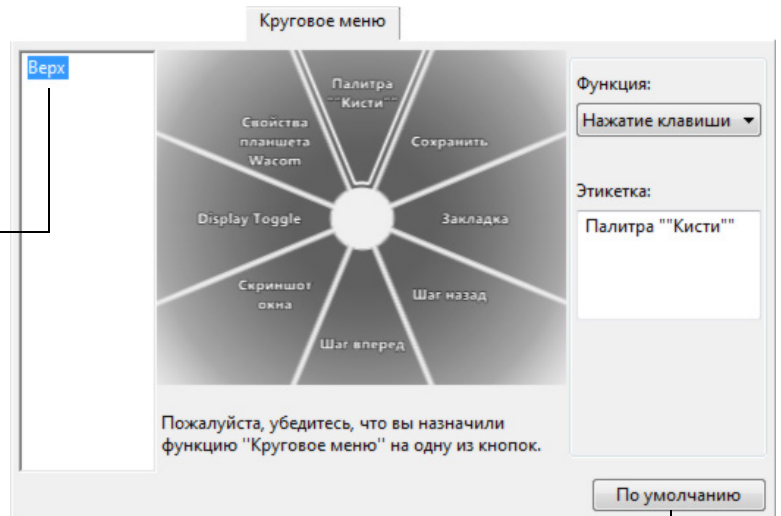 Круговое меню
Верх
Палитра
""Кисти""
Свойства
планшета
Wacom
Сохранить
Display Toggle
Закладка
Скриншот
окна
Шаг назад
Шаг вперед
Пожалуйста, убедитесь, что вы назначили
функцию "Круговое меню" на одну из кнопок.
Функция:
Нажатие клавиши
Этикетка:
Палитра ""Кисти""
По умолчанию